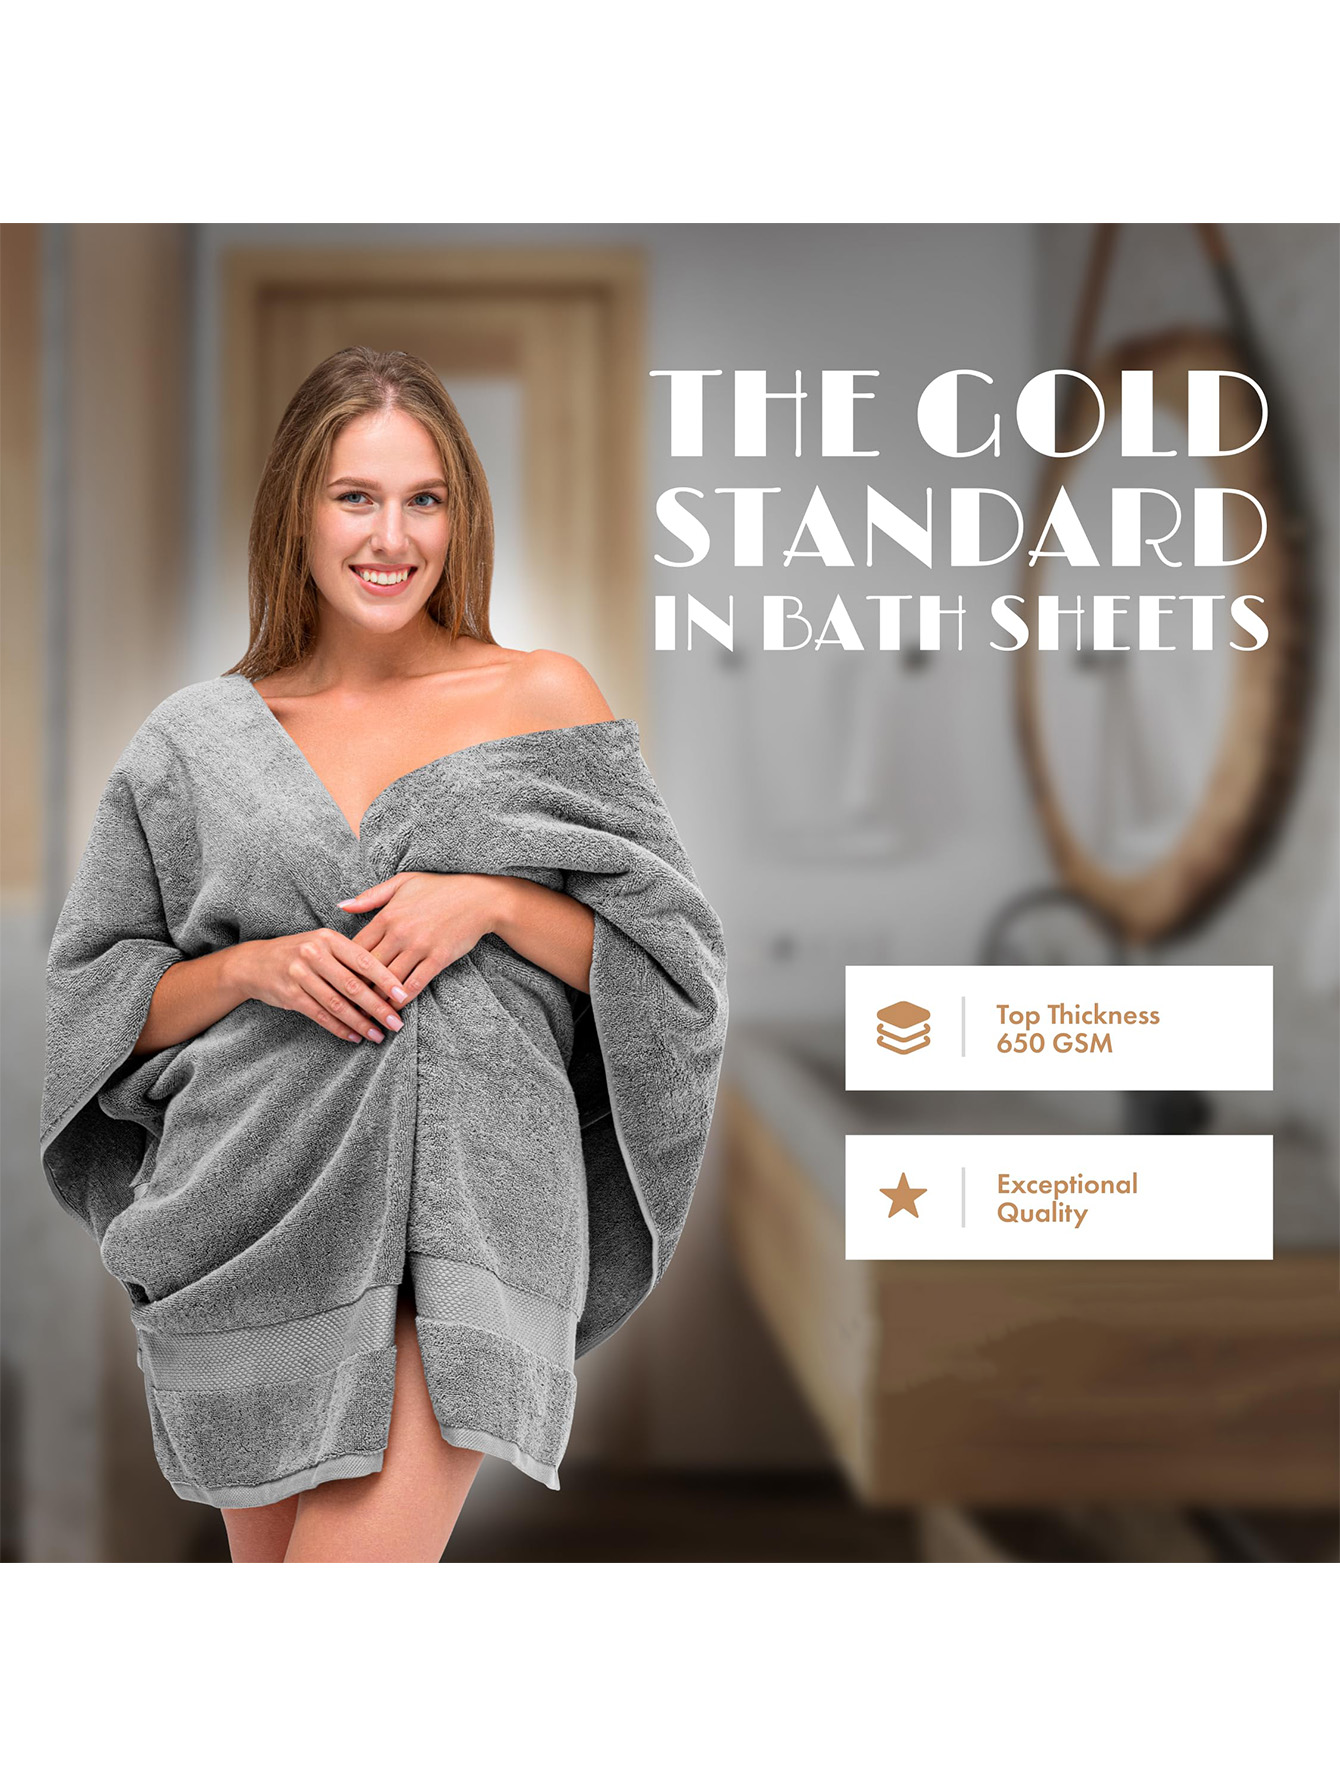 THE GOLD
STANDARD
IN BATH SHEETS
Top Thickness
650 GSM
Exceptional
Quality